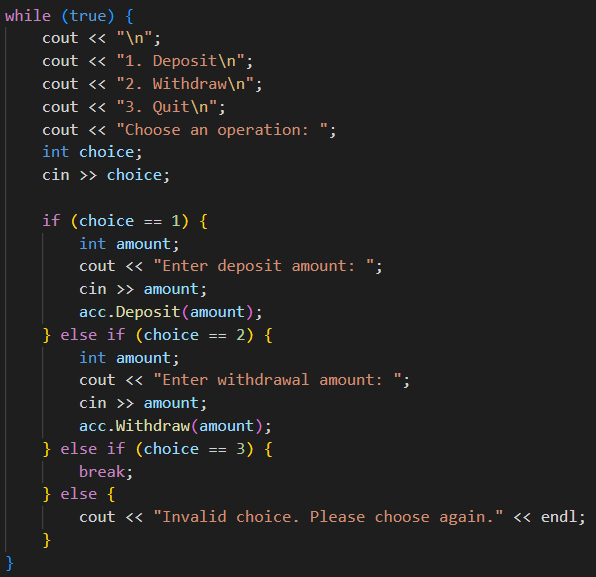 while (true) {
    cout << "\n";
    cout << "1. Deposit\n";
    cout << "2. Withdraw\n";
    cout << "3. Quit\n";
    cout << "Choose an operation: ";
    int choice;
    cin >> choice;

    if (choice == 1) {
        int amount;
        cout << "Enter deposit amount: ";
        cin >> amount;
        acc.Deposit(amount);
    } else if (choice == 2) {
        int amount;
        cout << "Enter withdrawal amount: ";
        cin >> amount;
        acc.Withdraw(amount);
    } else if (choice == 3) {
        break;
    } else {
        cout << "Invalid choice. Please choose again." << endl;
    }
}